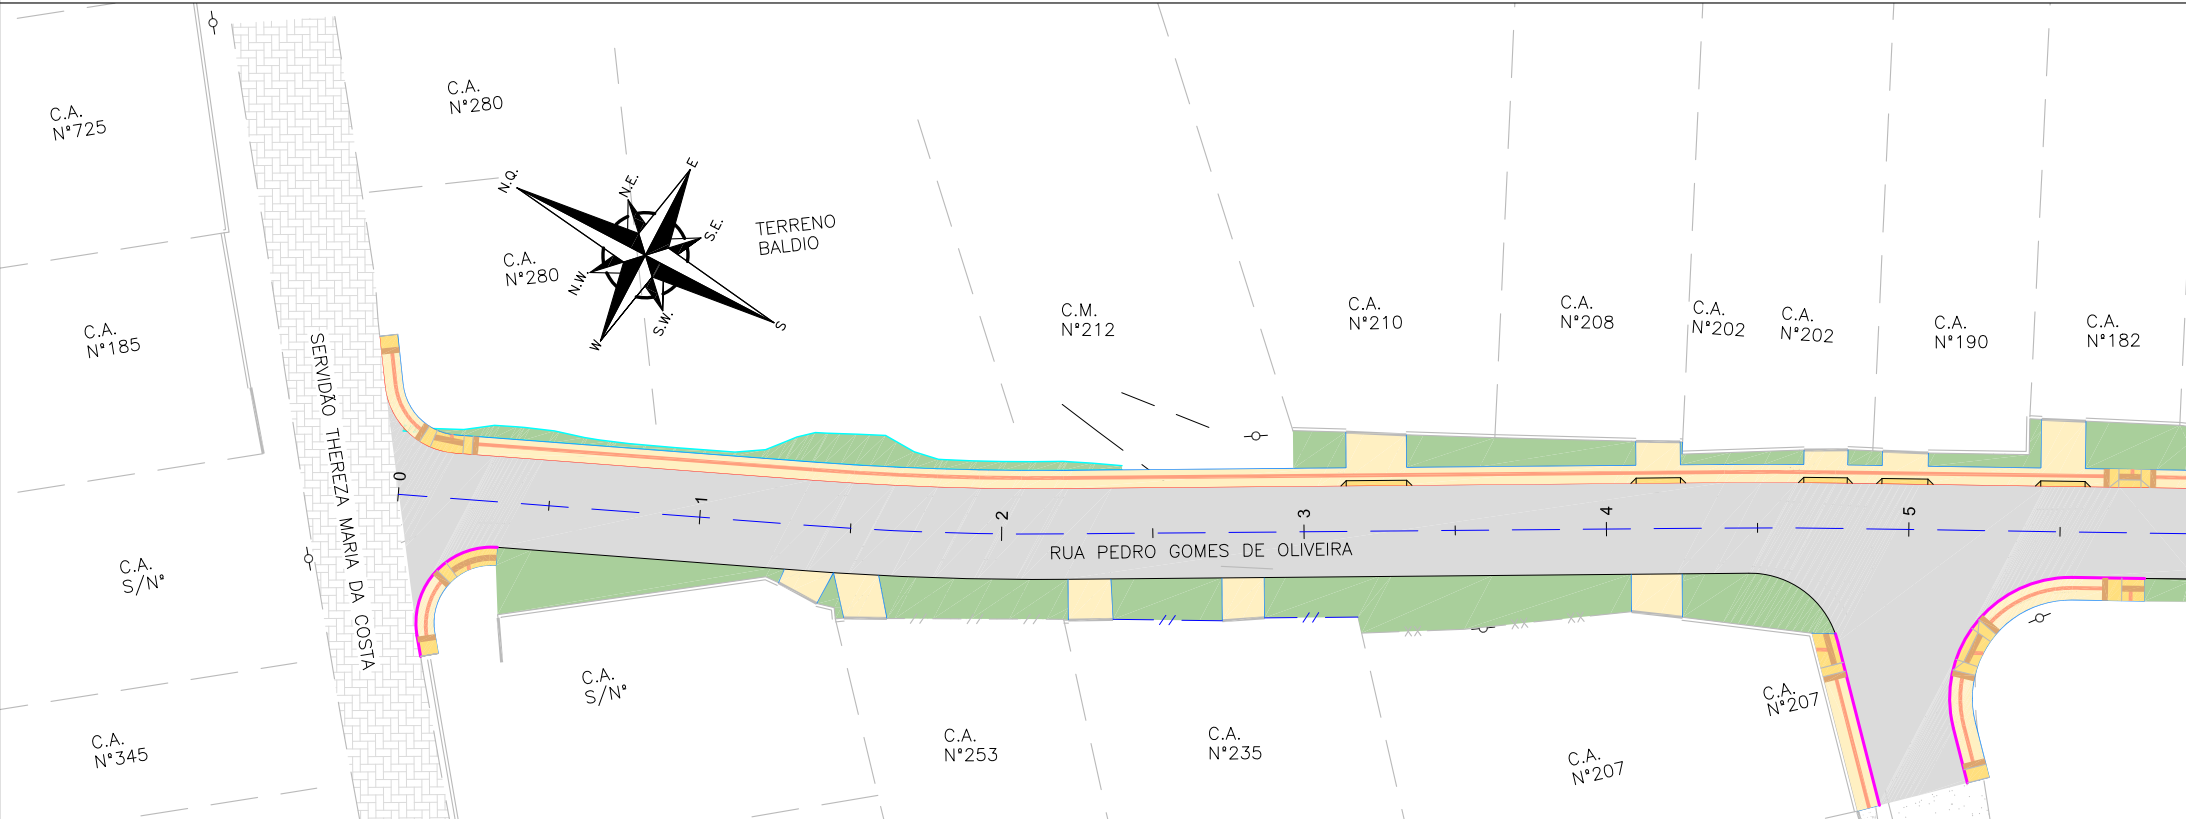 C.A.
N°725
C.A.
N°280
C.A.
N°280
N.Q.
N.E.
E
S.E.
S
S.W.
W
N.W.
TERRENO
BALDIO
C.A.
N°185
C.M.
N°212
C.A.
N°210
C.A.
N°208
C.A.
N°202
C.A.
N°202
C.A.
N°190
C.A.
N°182
SERVIDÃO THEREZA MARIA DA COSTA
0
1
2
3
4
5
RUA PEDRO GOMES DE OLIVEIRA
C.A.
S/N°
C.A.
S/N°
C.A.
N°345
C.A.
N°253
C.A.
N°235
C.A.
N°207
C.A.
N°207